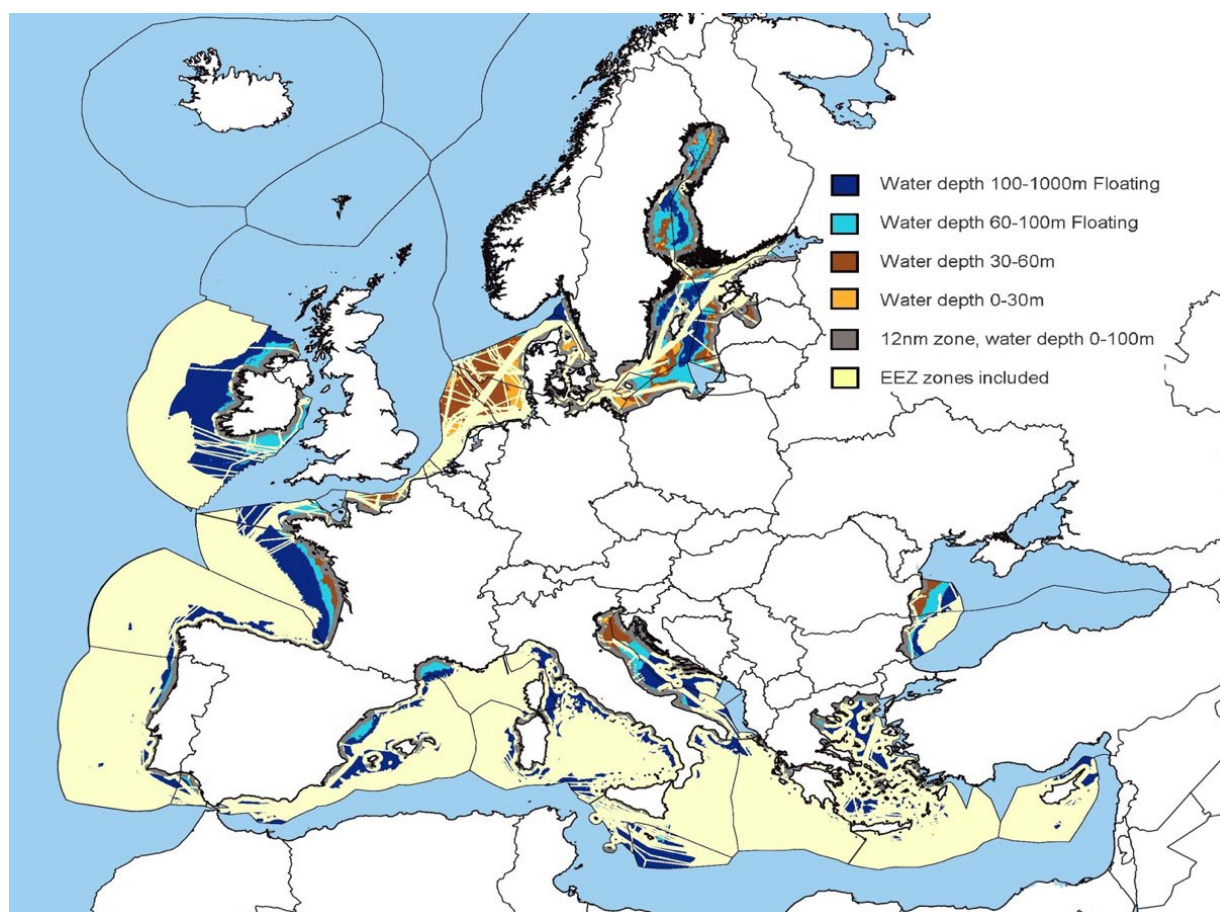 Water depth 100-1000m Floating
Water depth 60-100m Floating
Water depth 30-60m
Water depth 0-30m
12nm zone, water depth 0-100m
EEZ zones included